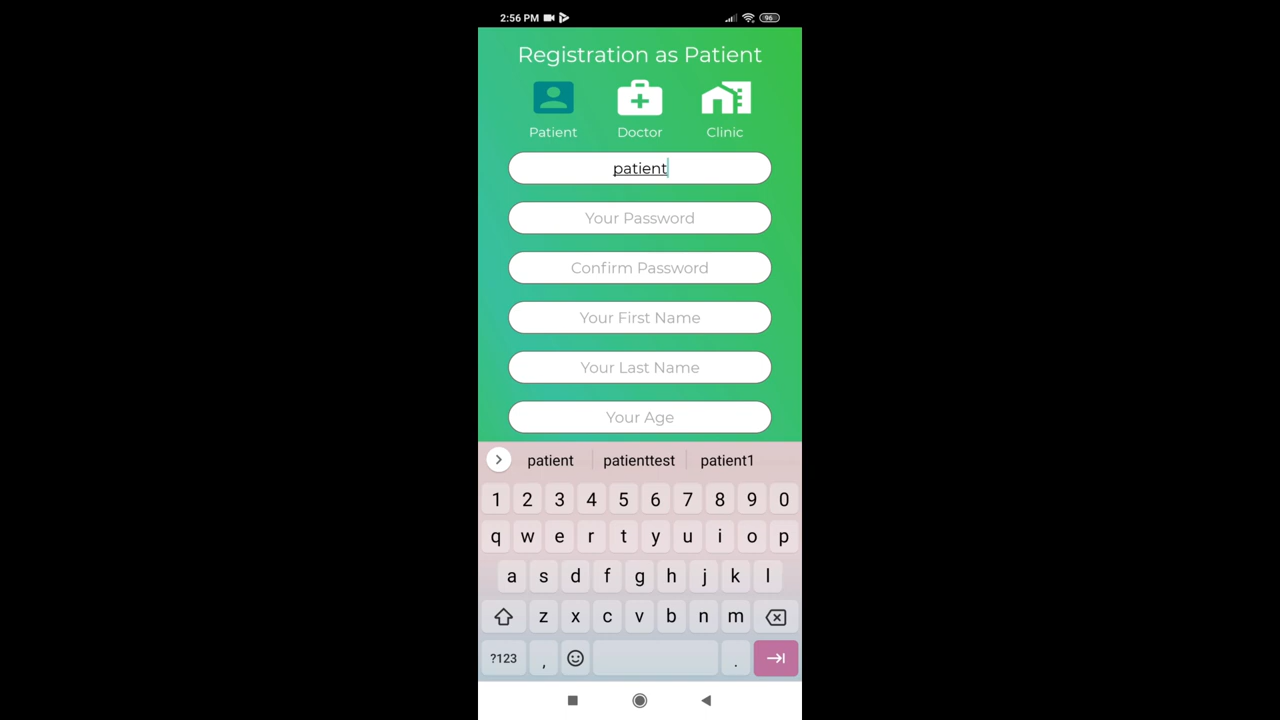 2:56 PM 96
Registration as Patient
Patient Doctor Clinic
patient
Your Password
Confirm Password
Your First Name
Your Last Name
Your Age
patient patienttest patient1
1 2 3 4 5 6 7 8 9 0
q w e r t y u i o p
a s d f g h j k l
z x c v b n m
?123 , .